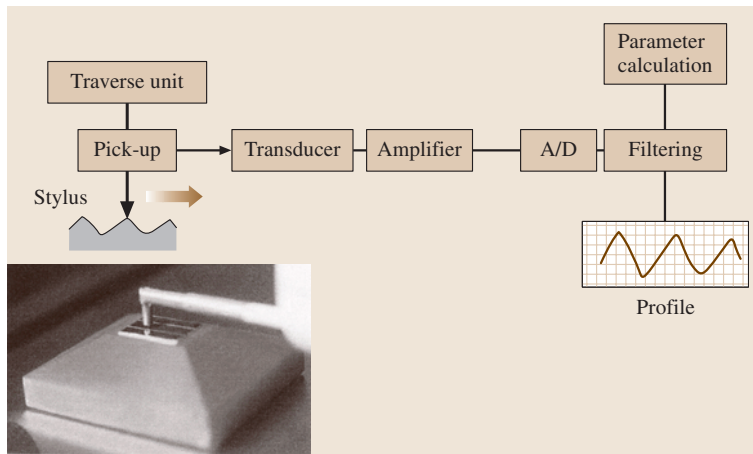 Traverse unit
Parameter
calculation
Pick-up
Transducer
Amplifier
A/D
Filtering
Stylus
Profile